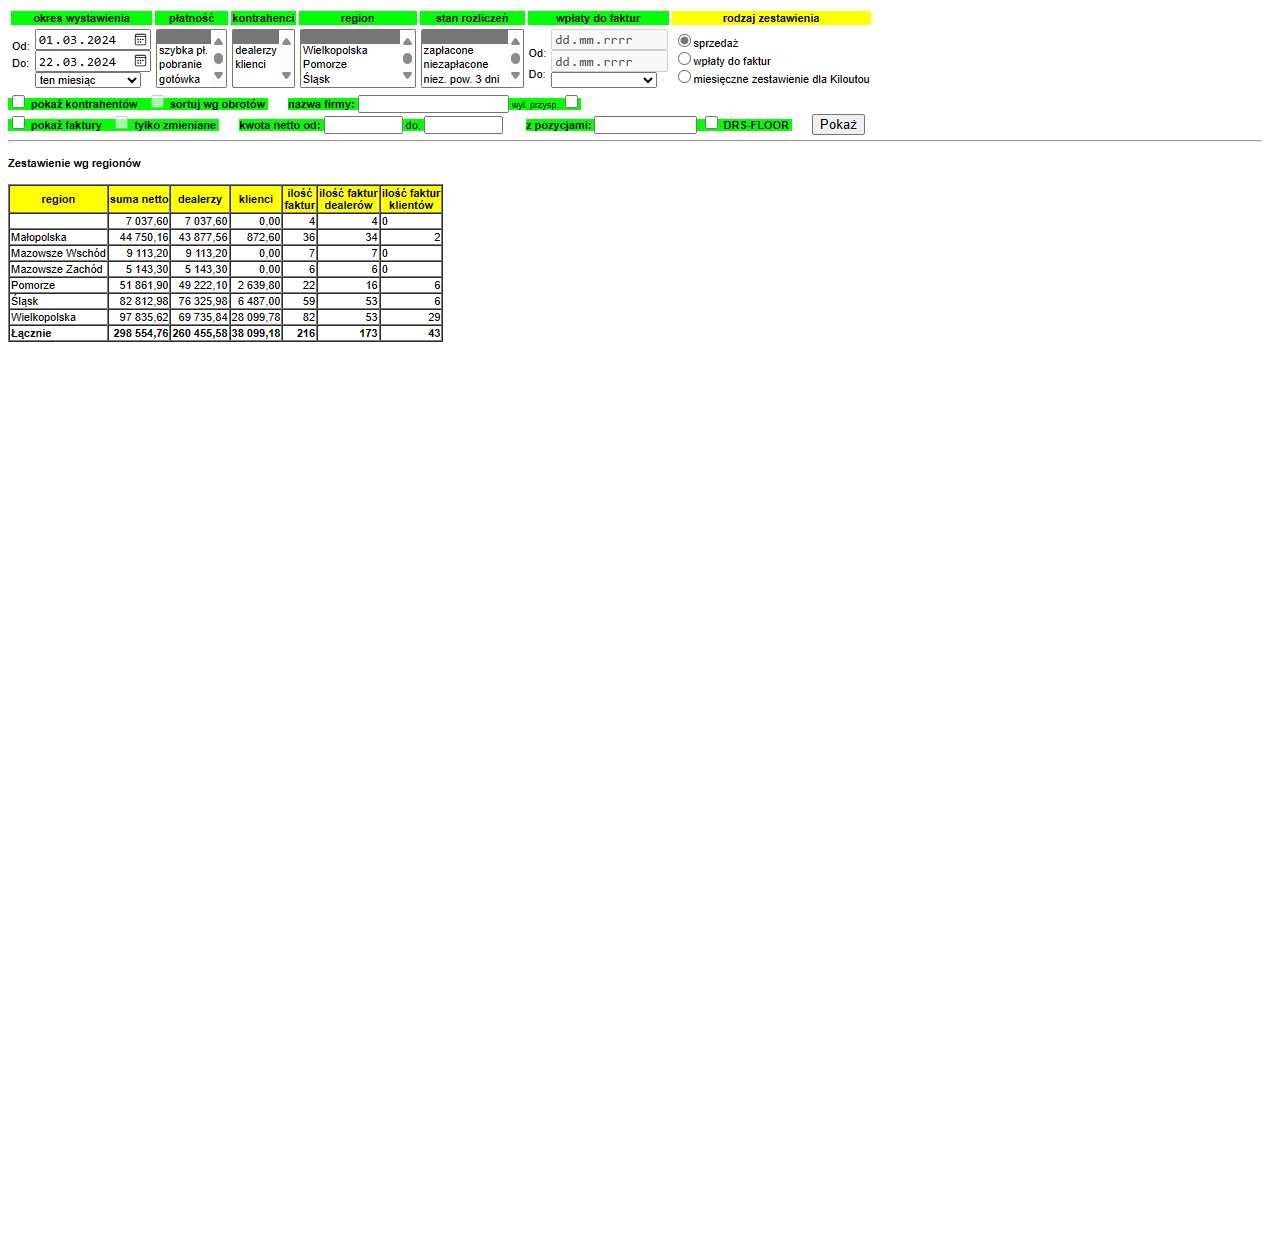 okres wystawienia płatność kontrahenci region stan rozliczeń wpłaty do faktur rodzaj zestawienia
Od: 01.03.2024
Do: 22.03.2024
ten miesiąc
szybka pł.
pobranie
gotówka
dealerzy
klienci
Wielkopolska
Pomorze
Śląsk
zapłacone
niezapłacone
niez. pow. 3 dni
Od: dd.mm.rrrr
Do: dd.mm.rrrr
sprzedaż
wpłaty do faktur
miesięczne zestawienie dla Kiloutou
pokaż kontrahentów sortuj wg obrotów nazwa firmy: wył. przysp.
pokaż faktury tylko zmieniane kwota netto od: do: z pozycjami: DRS-FLOOR Pokaż
Zestawienie wg regionów
region suma netto dealerzy klienci ilość faktur ilość faktur dealerów ilość faktur klientów
7 037,60 7 037,60 0,00 4 4 0
Małopolska 44 750,16 43 877,56 872,60 36 34 2
Mazowsze Wschód 9 113,20 9 113,20 0,00 7 7 0
Mazowsze Zachód 5 143,30 5 143,30 0,00 6 6 0
Pomorze 51 861,90 49 222,10 2 639,80 22 16 6
Śląsk 82 812,98 76 325,98 6 487,00 59 53 6
Wielkopolska 97 835,62 69 735,84 28 099,78 82 53 29
Łącznie 298 554,76 260 455,58 38 099,18 216 173 43